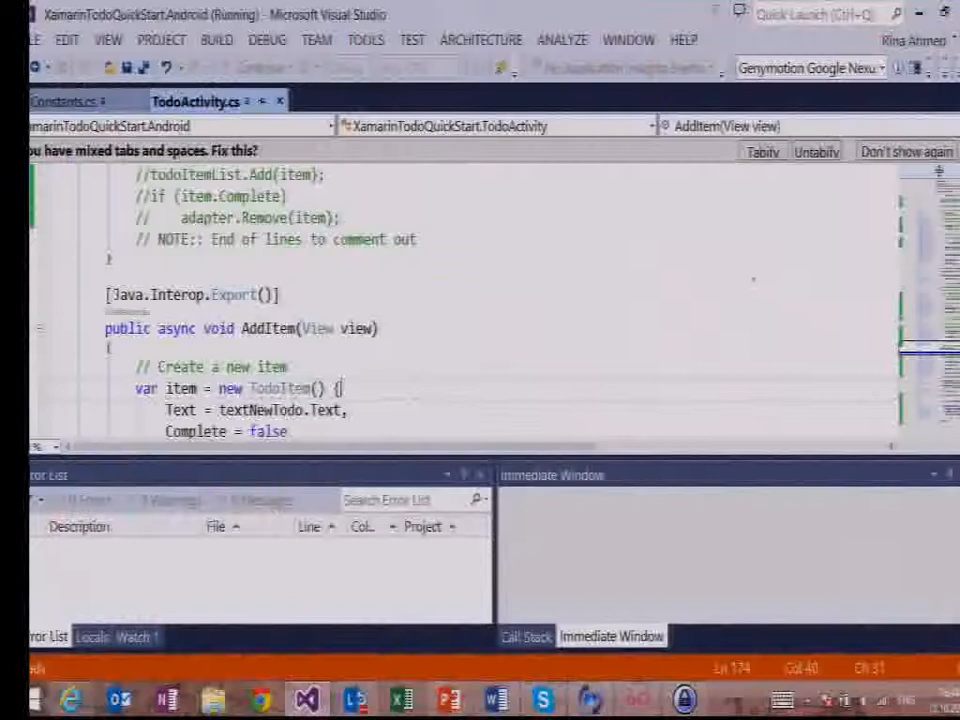 XamarinTodoQuickStart.Android (Running) - Microsoft Visual Studio
Quick Launch (Ctrl+Q)
LE EDIT VIEW PROJECT BUILD DEBUG TEAM TOOLS TEST ARCHITECTURE ANALYZE WINDOW HELP
Rina Ahmed
Genymotion Google Nexu
Constants.cs
TodoActivity.cs
marinTodoQuickStart.Android
XamarinTodoQuickStart.TodoActivity
AddItem(View view)
ou have mixed tabs and spaces. Fix this?
Tabify
Untabify
Don't show again
//todoItemList.Add(item);
//if (item.Complete)
// adapter.Remove(item);
// NOTE:: End of lines to comment out
}
[Java.Interop.Export()]
public async void AddItem(View view)
{
// Create a new item
var item = new TodoItem() {
Text = textNewTodo.Text,
Complete = false
%
ror List
Immediate Window
Search Error List
Description File Line Col... Project
ror List Locals Watch 1
Call Stack Immediate Window
Ln 174 Col 40 Ch 31